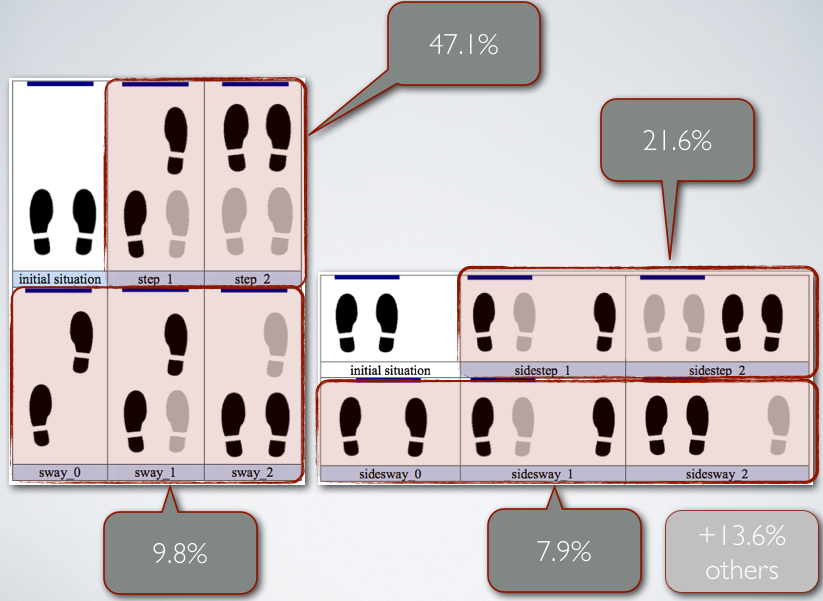 47.1%
21.6%
initial situation
step_1
step_2
sway_0
sway_1
sway_2
initial situation
sidestep_1
sidestep_2
sidesway_0
sidesway_1
sidesway_2
9.8%
7.9%
+13.6%
others